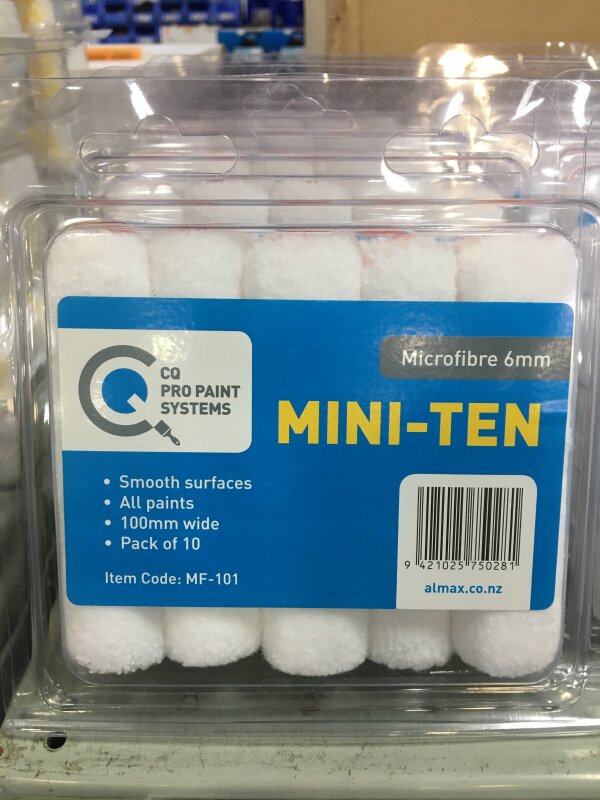 CQ
PRO PAINT
SYSTEMS
Microfibre 6mm
MINI-TEN
• Smooth surfaces
• All paints
• 100mm wide
• Pack of 10
Item Code: MF-101
9 421025 750281
almax.co.nz